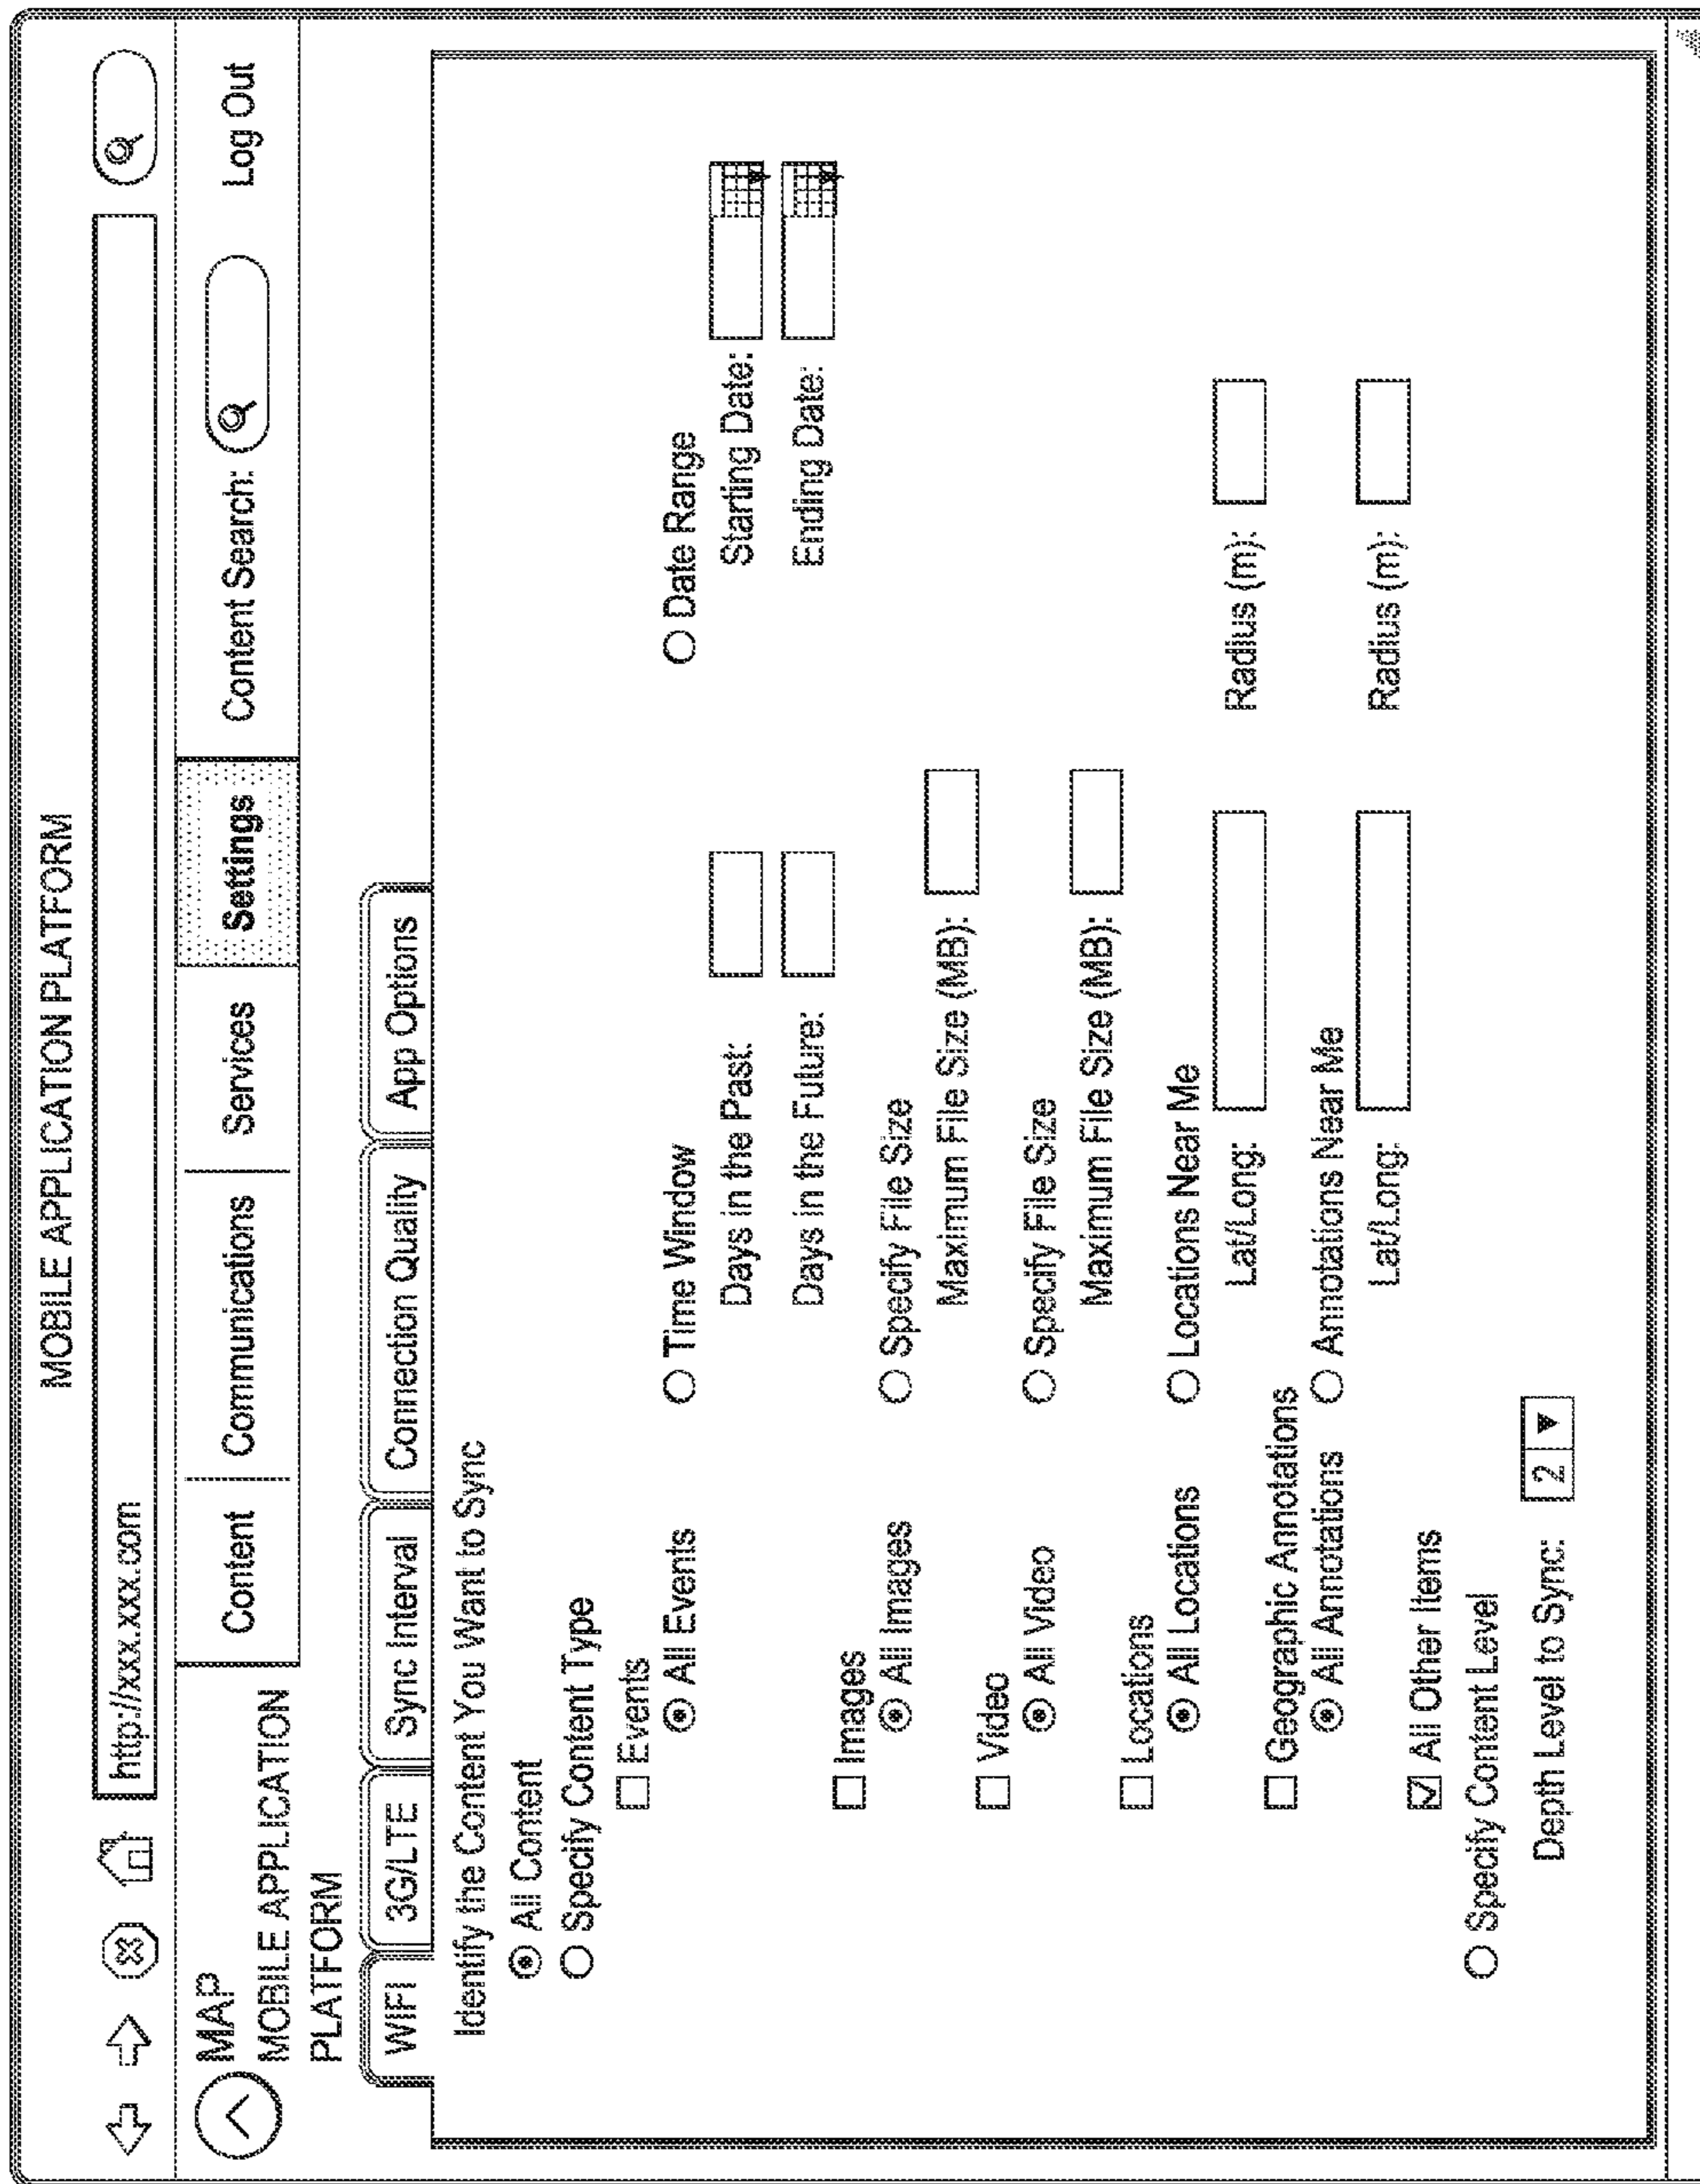 MOBILE APPLICATION PLATFORM
http://xxx.xxx.com
MAP
MOBILE APPLICATION
PLATFORM
Content Communications Services Settings Content Search: Log Out
WIFI 3G/LTE Sync Interval Connection Quality App Options
Identify the Content You Want to Sync
All Content
Specify Content Type
Events
All Events Time Window Date Range
Days in the Past: Starting Date:
Days in the Future: Ending Date:
Images
All Images Specify File Size
Maximum File Size (MB):
Video
All Video Specify File Size
Maximum File Size (MB):
Locations
All Locations Locations Near Me
Lat/Long: Radius (m):
Geographic Annotations
All Annotations Annotations Near Me
Lat/Long: Radius (m):
All Other Items
Specify Content Level
Depth Level to Sync: 2